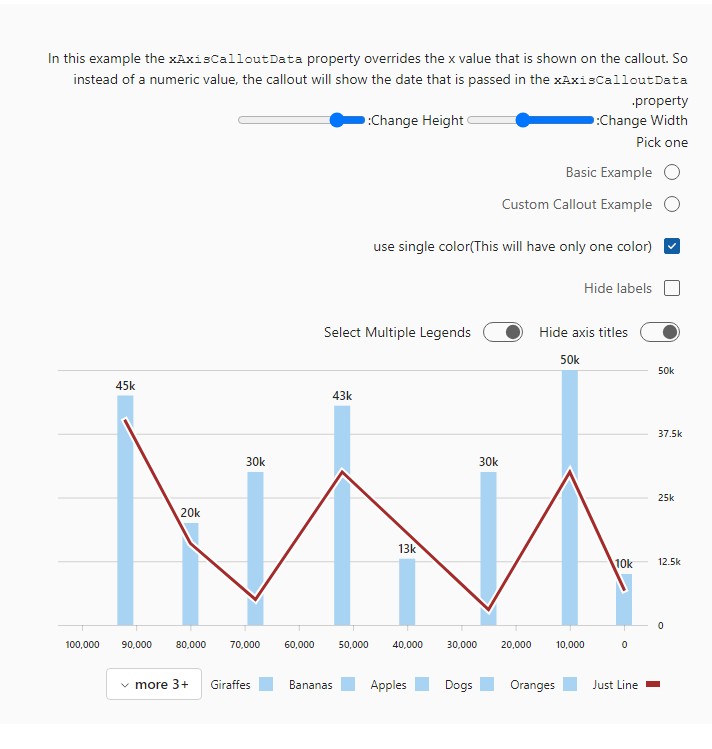 In this example the xAxisCalloutData property overrides the x value that is shown on the callout. So
instead of a numeric value, the callout will show the date that is passed in the xAxisCalloutData
.property
:Change Width :Change Height
Pick one
Basic Example
Custom Callout Example
use single color(This will have only one color)
Hide labels
Hide axis titles Select Multiple Legends
50k
37.5k
25k
12.5k
0
45k
20k
30k
43k
13k
30k
50k
10k
100,000 90,000 80,000 70,000 60,000 50,000 40,000 30,000 20,000 10,000 0
Just Line Oranges Dogs Apples Bananas Giraffes more 3+